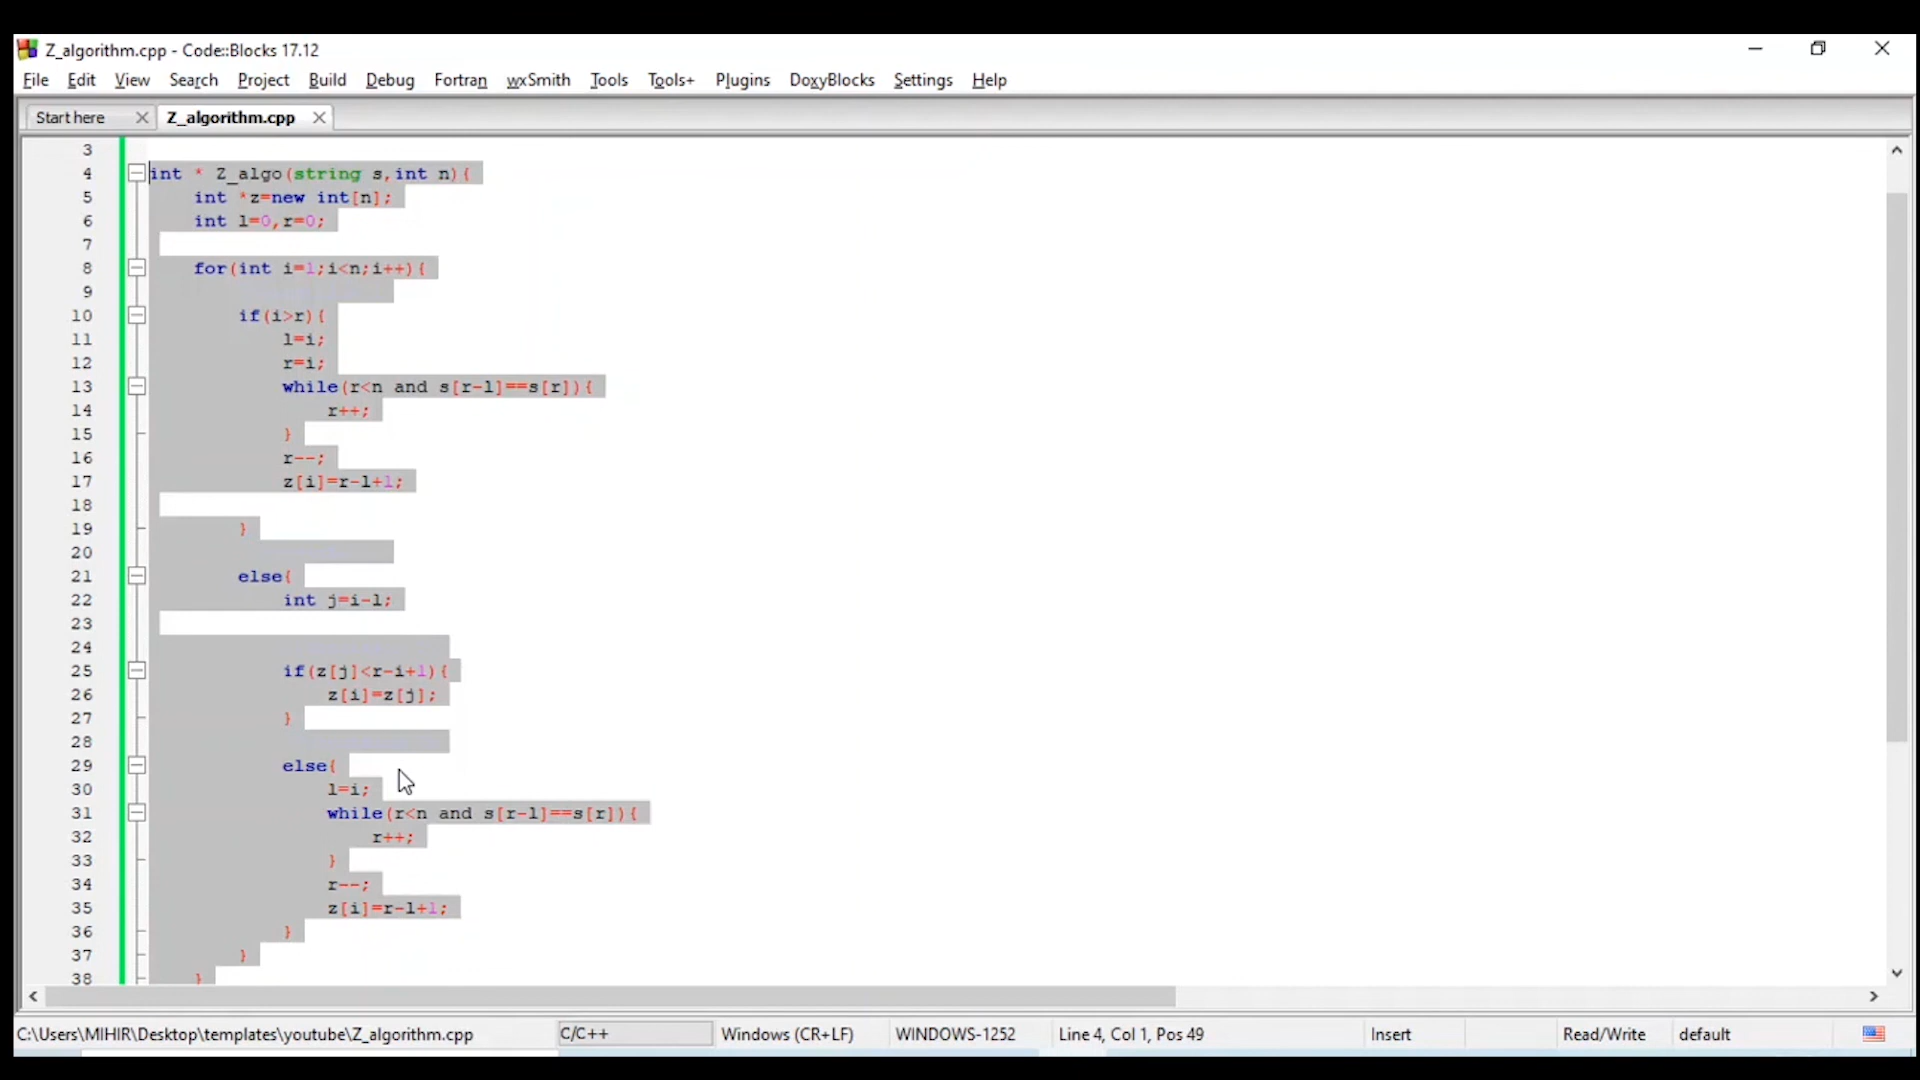 Z_algorithm.cpp - Code::Blocks 17.12
File Edit View Search Project Build Debug Fortran wxSmith Tools Tools+ Plugins DoxyBlocks Settings Help
Start here Z_algorithm.cpp
3
4 int * Z_algo(string s,int n){
5 int *z=new int[n];
6 int l=0,r=0;
7
8 for(int i=1;i<n;i++){
9
10 if(i>r){
11 l=i;
12 r=i;
13 while(r<n and s[r-l]==s[r]){
14 r++;
15 }
16 r--;
17 z[i]=r-l+1;
18
19 }
20
21 else{
22 int j=i-l;
23
24
25 if(z[j]<r-i+1){
26 z[i]=z[j];
27 }
28
29 else{
30 l=i;
31 while(r<n and s[r-l]==s[r]){
32 r++;
33 }
34 r--;
35 z[i]=r-l+1;
36 }
37 }
38 }
C:\Users\MIHIR\Desktop\templates\youtube\Z_algorithm.cpp C/C++ Windows (CR+LF) WINDOWS-1252 Line 4, Col 1, Pos 49 Insert Read/Write default